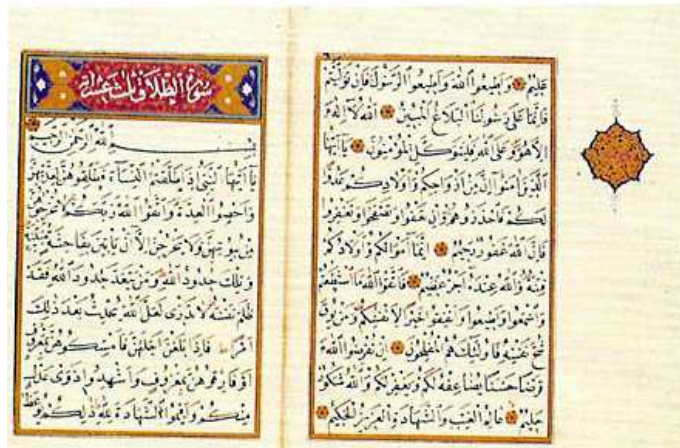 عليم وأطيعوا الله وأطيعوا الرسول فإن توليتم
فإنما على رسولنا البلاغ المبين الله لا إله
إلا هو وعلى الله فليتوكل المؤمنون يا أيها
الذين آمنوا إن من أزواجكم وأولادكم عدوا
لكم فاحذروهم وإن تعفوا وتصفحوا وتغفروا
فإن الله غفور رحيم إنما أموالكم وأولادكم
فتنة والله عنده أجر عظيم فاتقوا الله ما استطعتم
واسمعوا وأطيعوا وأنفقوا خيرا لأنفسكم ومن يوق
شح نفسه فأولئك هم المفلحون إن تقرضوا الله
قرضا حسنا يضاعفه لكم ويغفر لكم والله شكور
حليم عالم الغيب والشهادة العزيز الحكيم
سورة الطلاق
بسم الله الرحمن الرحيم
يا أيها النبي إذا طلقتم النساء فطلقوهن لعدتهن
وأحصوا العدة واتقوا الله ربكم لا تخرجوهن
من بيوتهن ولا يخرجن إلا أن يأتين بفاحشة مبينة
وتلك حدود الله ومن يتعد حدود الله فقد
ظلم نفسه لا تدري لعل الله يحدث بعد ذلك
أمرا فإذا بلغن أجلهن فأمسكوهن بمعروف
أو فارقوهن بمعروف وأشهدوا ذوى عدل
منكم وأقيموا الشهادة لله ذلكم يوعظ